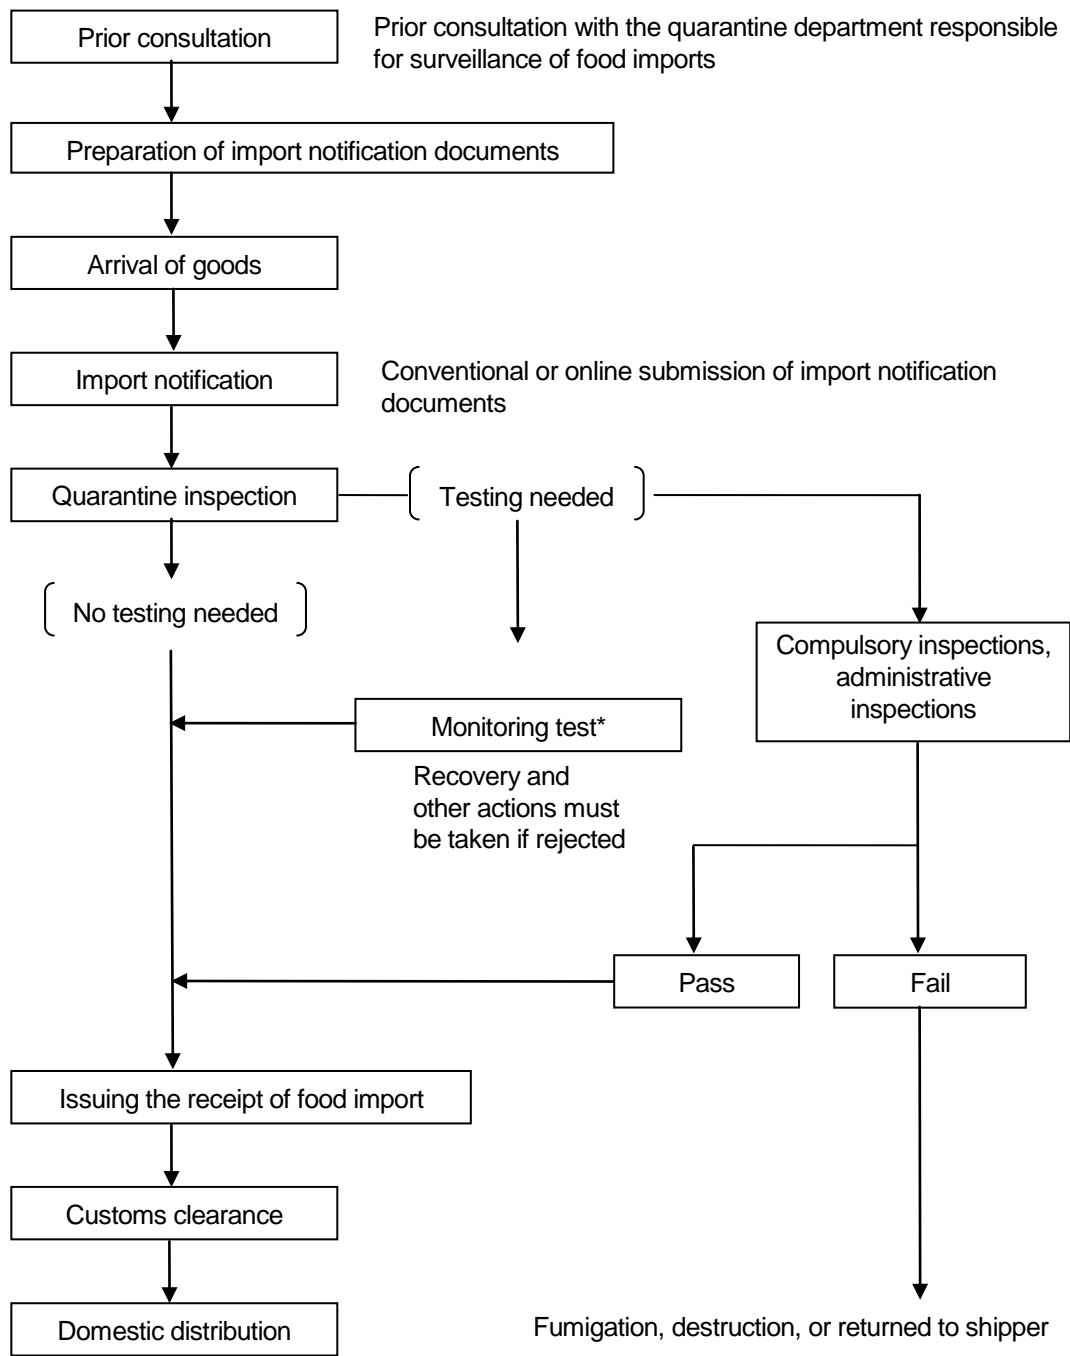 Prior consultation
Prior consultation with the quarantine department responsible
for surveillance of food imports
Preparation of import notification documents
Arrival of goods
Import notification
Conventional or online submission of import notification
documents
Quarantine inspection
Testing needed
No testing needed
Compulsory inspections,
administrative
inspections
Monitoring test*
Recovery and
other actions must
be taken if rejected
Pass
Fail
Issuing the receipt of food import
Customs clearance
Domestic distribution
Fumigation, destruction, or returned to shipper